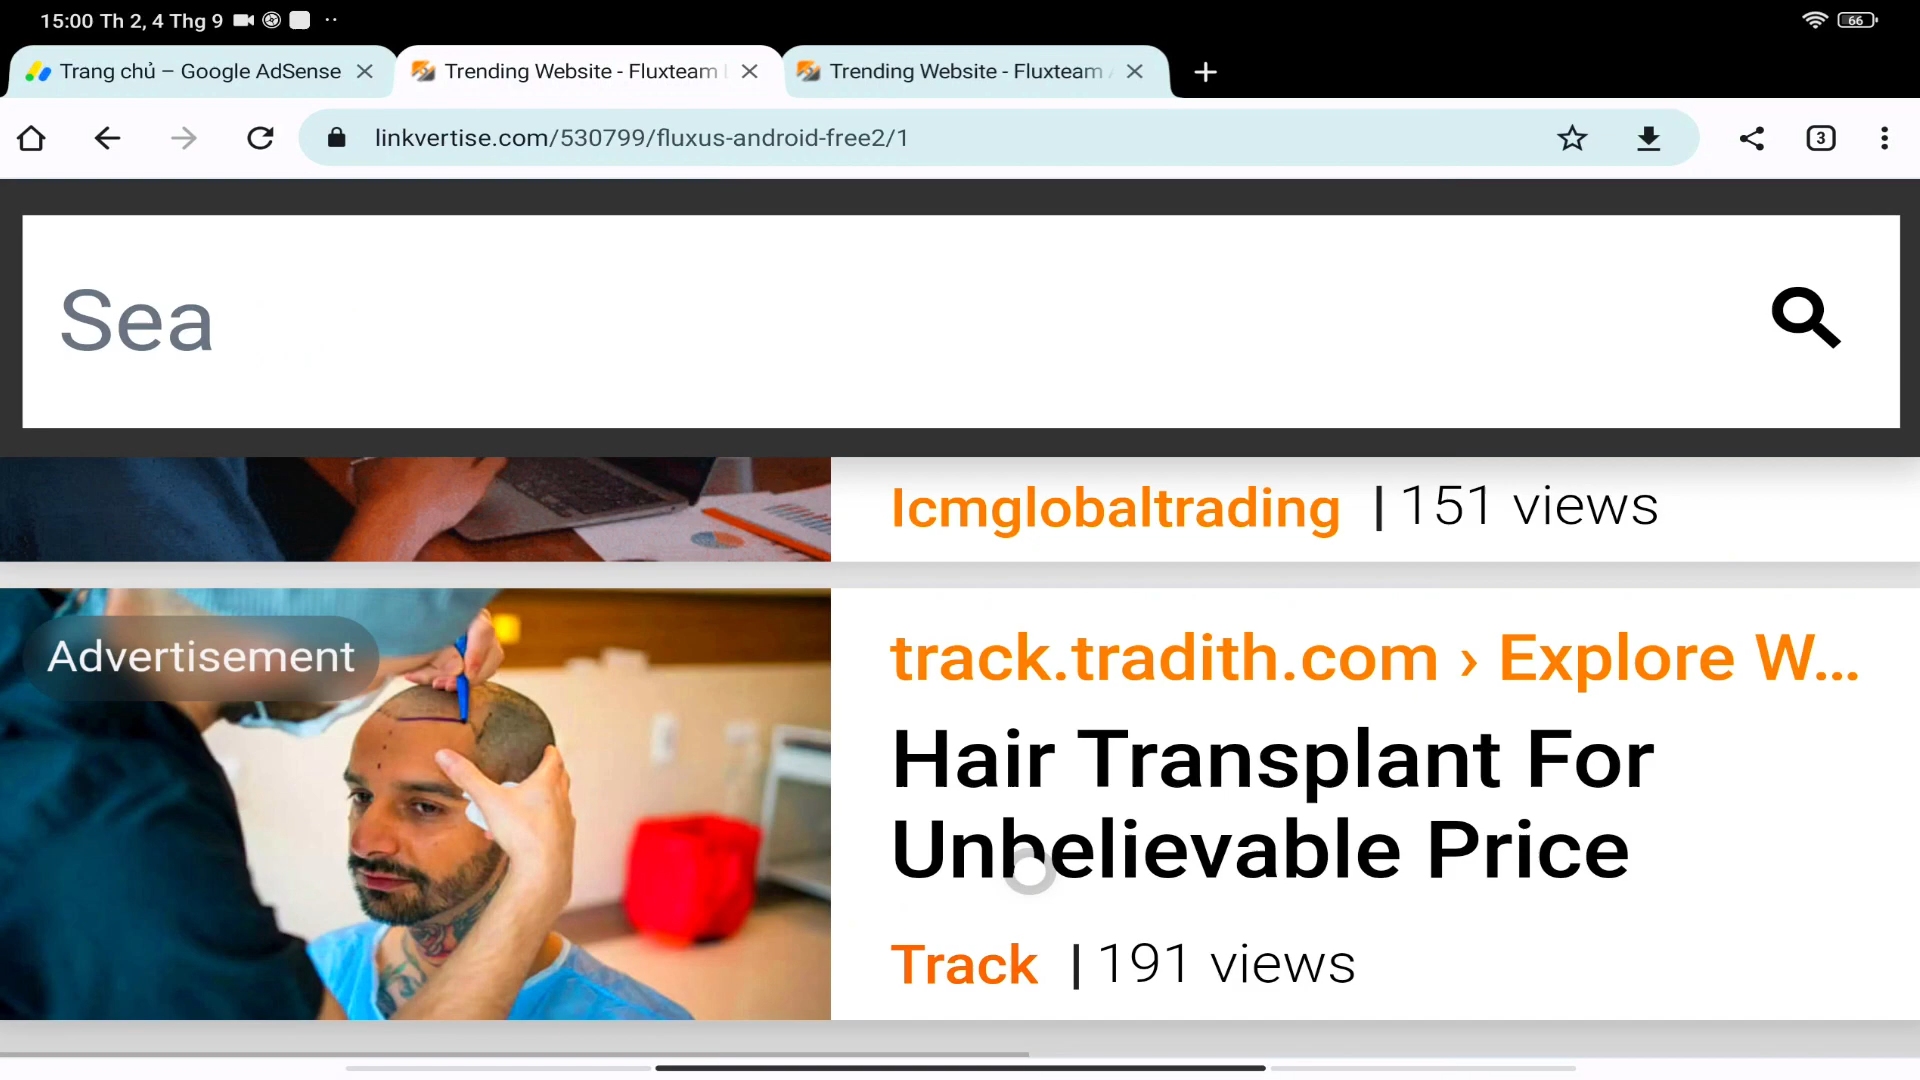 15:00 Th 2, 4 Thg 9
66
Trang chủ – Google AdSense
Trending Website - Fluxteam
Trending Website - Fluxteam
linkvertise.com/530799/fluxus-android-free2/1
3
Sea
Icmglobaltrading | 151 views
Advertisement
track.tradith.com › Explore W...
Hair Transplant For
Unbelievable Price
Track | 191 views